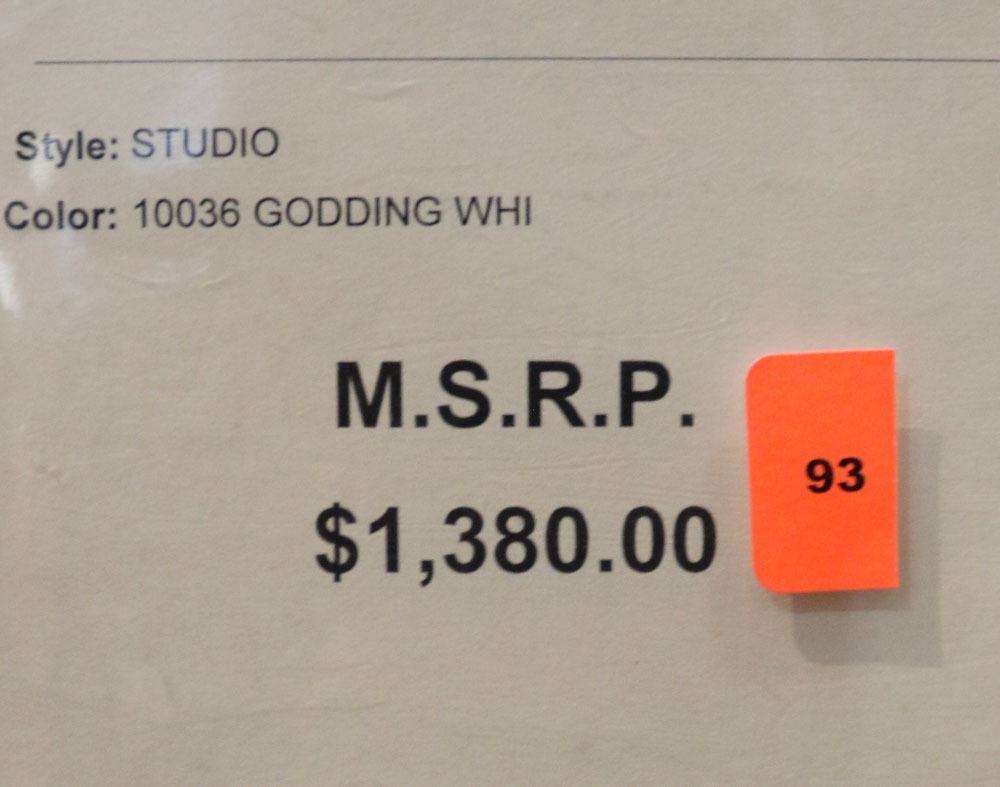 Style: STUDIO
Color: 10036 GODDING WHI
M.S.R.P.
$1,380.00
93